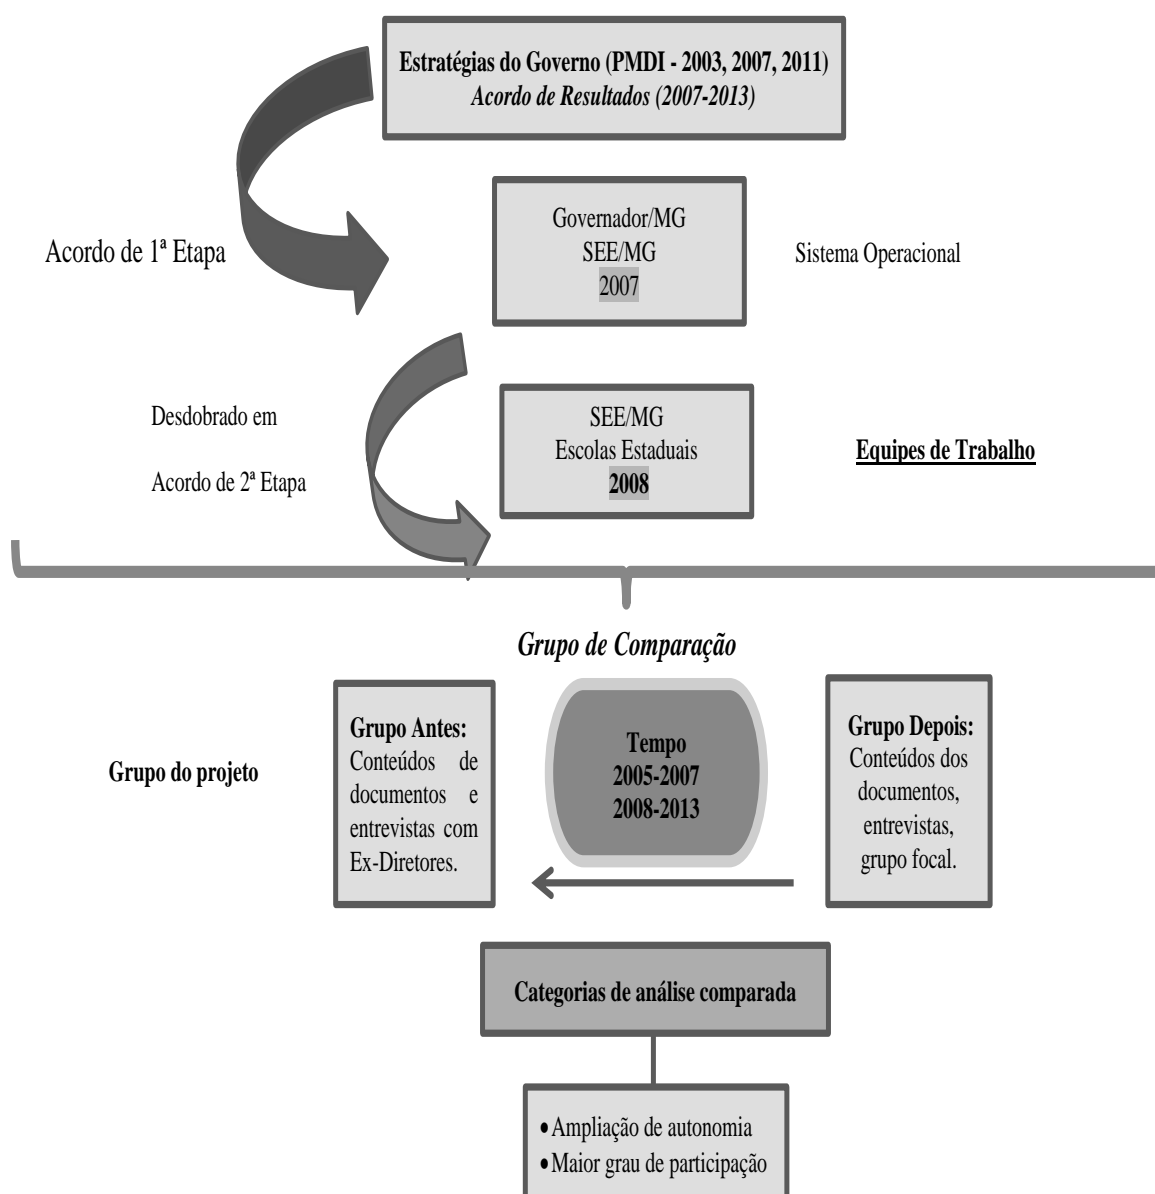 Estratégias do Governo (PMDI - 2003, 2007, 2011)
Acordo de Resultados (2007-2013)
Acordo de 1ª Etapa
Governador/MG
SEE/MG
2007
Sistema Operacional
Desdobrado em
Acordo de 2ª Etapa
SEE/MG
Escolas Estaduais
2008
Equipes de Trabalho
Grupo de Comparação
Grupo do projeto
Grupo Antes:
Conteúdos de
documentos e
entrevistas com
Ex-Diretores.
Tempo
2005-2007
2008-2013
Grupo Depois:
Conteúdos dos
documentos,
entrevistas,
grupo focal.
Categorias de análise comparada
• Ampliação de autonomia
• Maior grau de participação